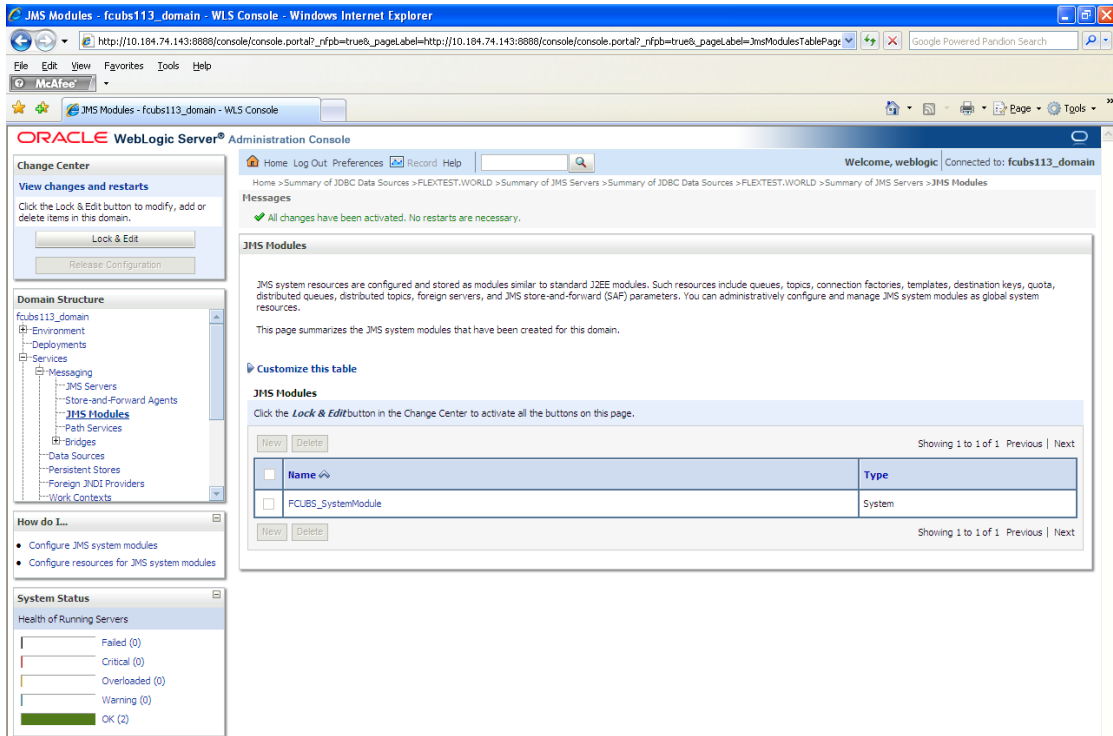 JMS Modules - fcubs113_domain - WLS Console - Windows Internet Explorer
http://10.184.74.143:8888/console/console.portal?_nfpb=true&_pageLabel=http://10.184.74.143:8888/console/console.portal?_nfpb=true&_pageLabel=JmsModulesTablePage
Google Powered Pandion Search
File Edit View Favorites Tools Help
McAfee
JMS Modules - fcubs113_domain - WLS Console
Page Tools
ORACLE WebLogic Server® Administration Console
Change Center
View changes and restarts
Click the Lock & Edit button to modify, add or
delete items in this domain.
Lock & Edit
Release Configuration
Domain Structure
fcubs113_domain
Environment
Deployments
Services
Messaging
JMS Servers
Store-and-Forward Agents
JMS Modules
Path Services
Bridges
Data Sources
Persistent Stores
Foreign JNDI Providers
Work Contexts
How do I...
Configure JMS system modules
Configure resources for JMS system modules
System Status
Health of Running Servers
Failed (0)
Critical (0)
Overloaded (0)
Warning (0)
OK (2)
Home Log Out Preferences Record Help
Welcome, weblogic Connected to: fcubs113_domain
Home >Summary of JDBC Data Sources >FLEXTEST.WORLD >Summary of JMS Servers >Summary of JDBC Data Sources >FLEXTEST.WORLD >Summary of JMS Servers >JMS Modules
Messages
All changes have been activated. No restarts are necessary.
JMS Modules
JMS system resources are configured and stored as modules similar to standard J2EE modules. Such resources include queues, topics, connection factories, templates, destination keys, quota,
distributed queues, distributed topics, foreign servers, and JMS store-and-forward (SAF) parameters. You can administratively configure and manage JMS system modules as global system
resources.
This page summarizes the JMS system modules that have been created for this domain.
Customize this table
JMS Modules
Click the Lock & Edit button in the Change Center to activate all the buttons on this page.
New Delete
Showing 1 to 1 of 1 Previous | Next
Name Type
FCUBS_SystemModule System
New Delete
Showing 1 to 1 of 1 Previous | Next